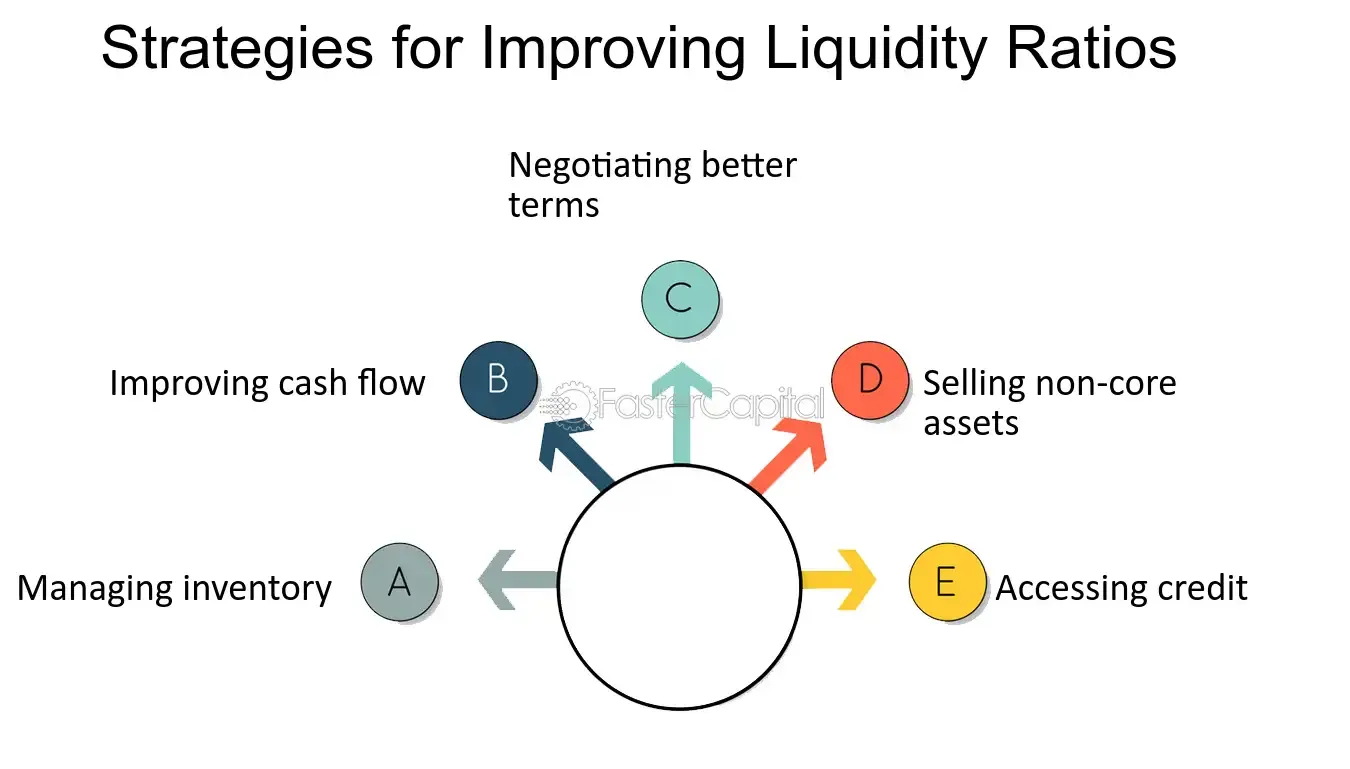 Strategies for Improving Liquidity Ratios
Negotiating better
terms
C
Improving cash flow
B
D
Selling non-core
assets
FasterCapital
Managing inventory
A
E
Accessing credit